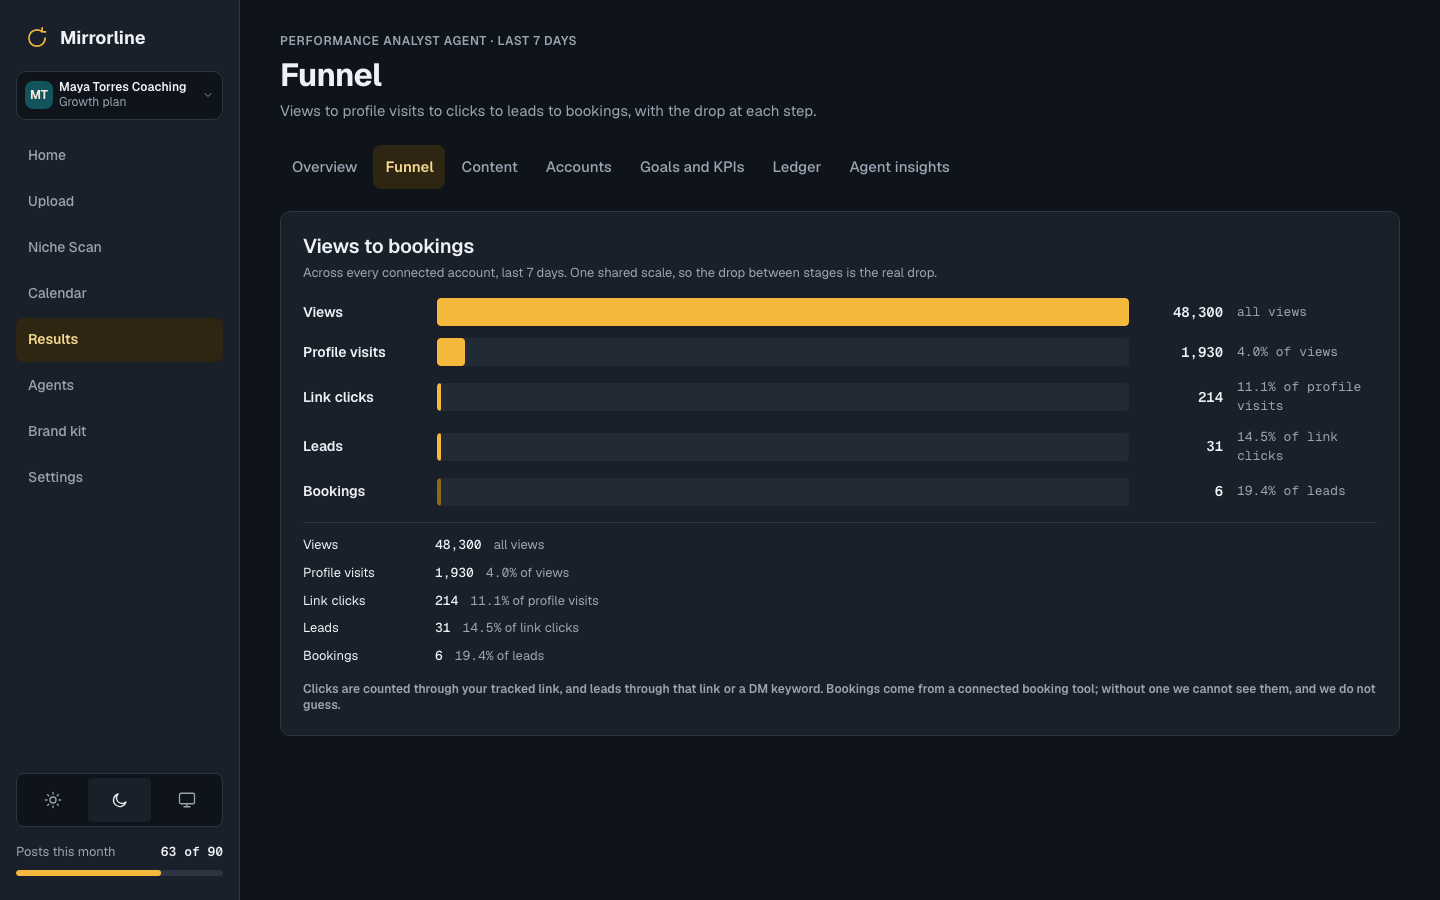 Mirrorline
MT
Maya Torres Coaching
Growth plan
Home
Upload
Niche Scan
Calendar
Results
Agents
Brand kit
Settings
Posts this month 63 of 90
PERFORMANCE ANALYST AGENT · LAST 7 DAYS
Funnel
Views to profile visits to clicks to leads to bookings, with the drop at each step.
Overview Funnel Content Accounts Goals and KPIs Ledger Agent insights
Views to bookings
Across every connected account, last 7 days. One shared scale, so the drop between stages is the real drop.
Views 48,300 all views
Profile visits 1,930 4.0% of views
Link clicks 214 11.1% of profile
visits
Leads 31 14.5% of link
clicks
Bookings 6 19.4% of leads
Views 48,300 all views
Profile visits 1,930 4.0% of views
Link clicks 214 11.1% of profile visits
Leads 31 14.5% of link clicks
Bookings 6 19.4% of leads
Clicks are counted through your tracked link, and leads through that link or a DM keyword. Bookings come from a connected booking tool; without one we cannot see them, and we do not
guess.